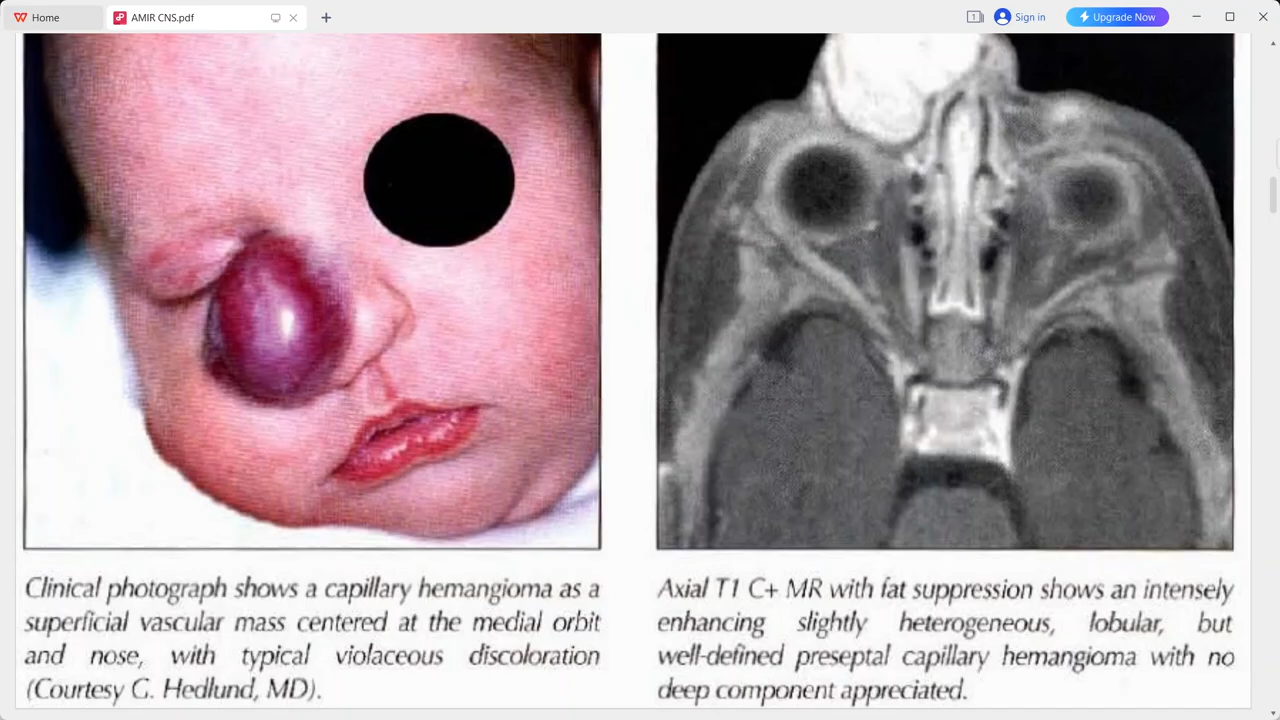 Home
AMIR CNS.pdf
1
Sign in
Upgrade Now
Clinical photograph shows a capillary hemangioma as a
superficial vascular mass centered at the medial orbit
and nose, with typical violaceous discoloration
(Courtesy G. Hedlund, MD).
Axial T1 C+ MR with fat suppression shows an intensely
enhancing slightly heterogeneous, lobular, but
well-defined preseptal capillary hemangioma with no
deep component appreciated.